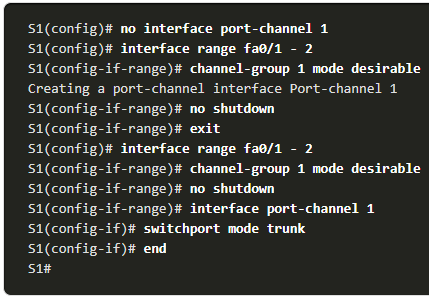 S1(config)# no interface port-channel 1
S1(config)# interface range fa0/1 - 2
S1(config-if-range)# channel-group 1 mode desirable
Creating a port-channel interface Port-channel 1
S1(config-if-range)# no shutdown
S1(config-if-range)# exit
S1(config)# interface range fa0/1 - 2
S1(config-if-range)# channel-group 1 mode desirable
S1(config-if-range)# no shutdown
S1(config-if-range)# interface port-channel 1
S1(config-if)# switchport mode trunk
S1(config-if)# end
S1#